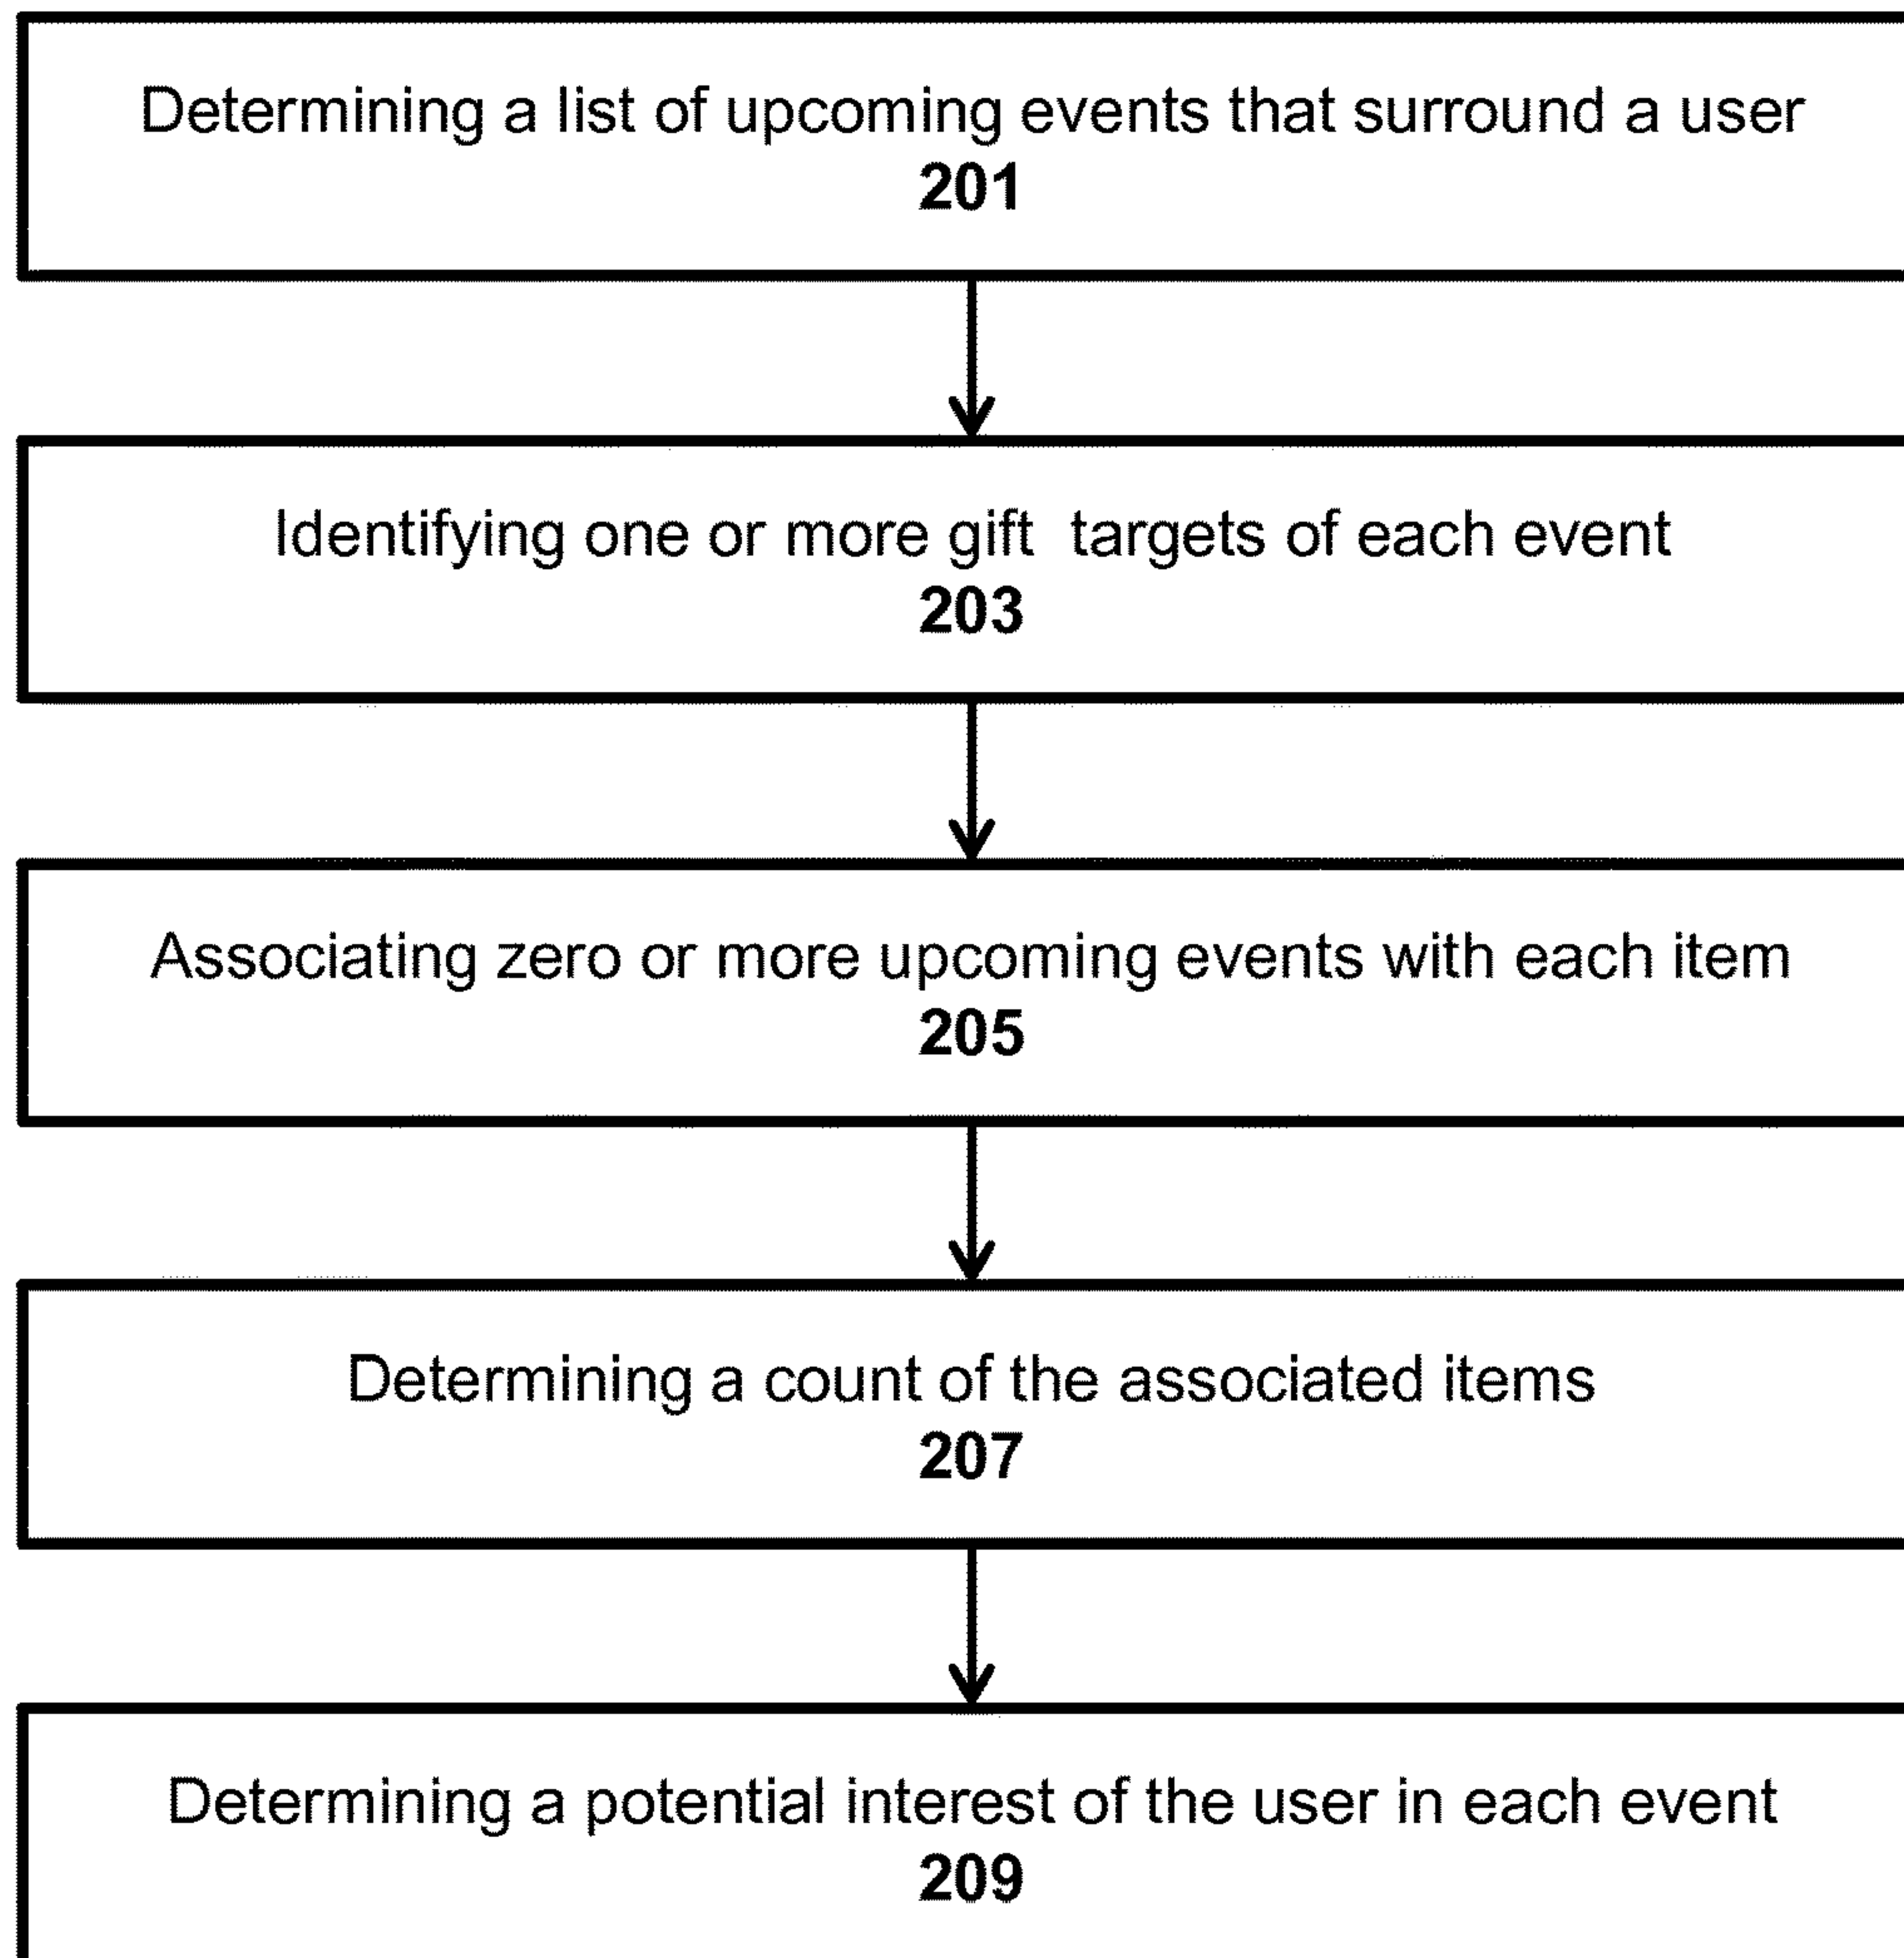 Determining a list of upcoming events that surround a user
201
Identifying one or more gift targets of each event
203
Associating zero or more upcoming events with each item
205
Determining a count of the associated items
207
Determining a potential interest of the user in each event
209